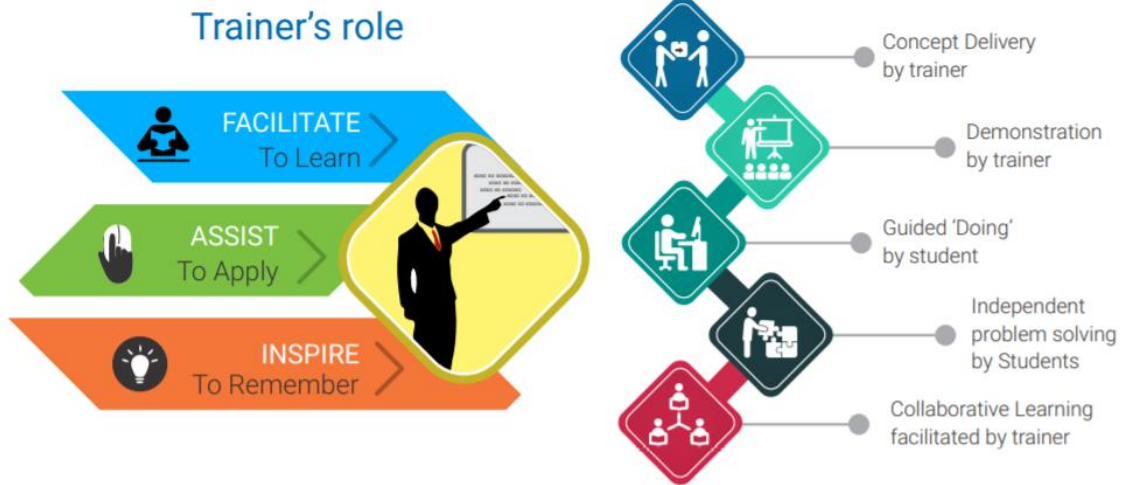 Trainer's role
FACILITATE
To Learn
ASSIST
To Apply
INSPIRE
To Remember
Concept Delivery
by trainer
Demonstration
by trainer
Guided ‘Doing’
by student
Independent
problem solving
by Students
Collaborative Learning
facilitated by trainer